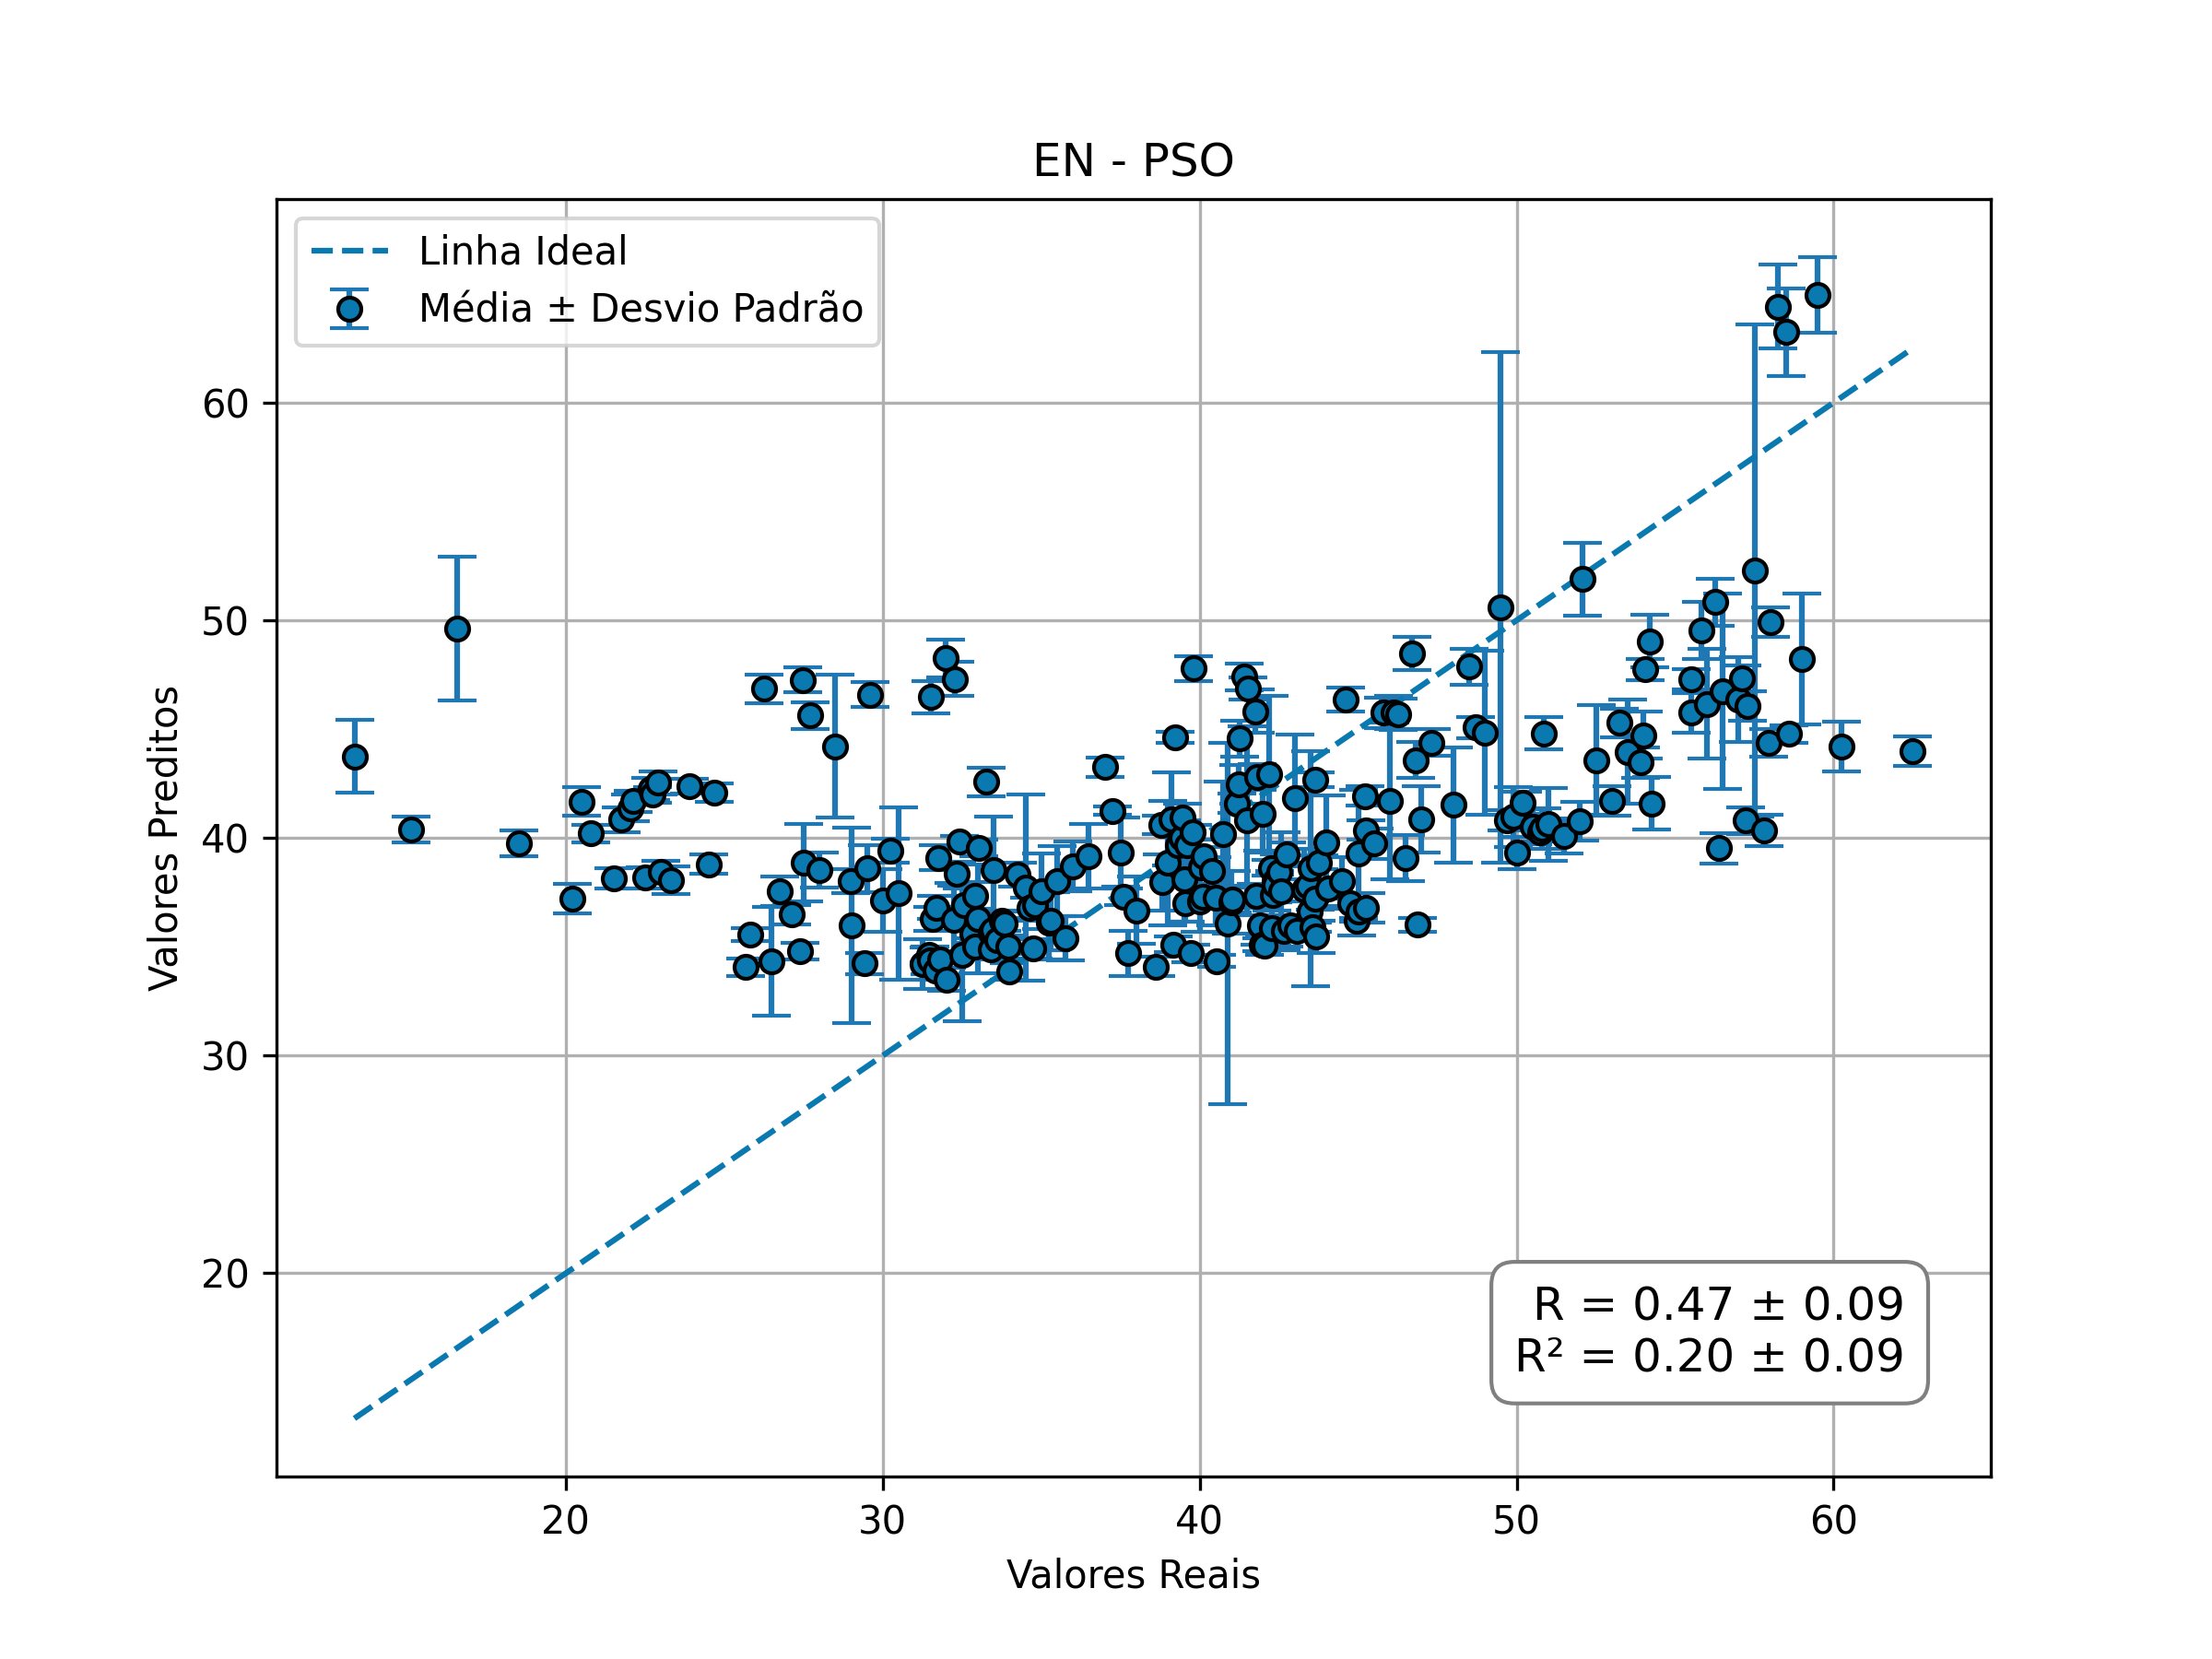 EN - PSO
Linha Ideal
Média ± Desvio Padrão
Valores Preditos
60
50
40
30
20
R = 0.47 ± 0.09
R² = 0.20 ± 0.09
20
30
40
50
60
Valores Reais